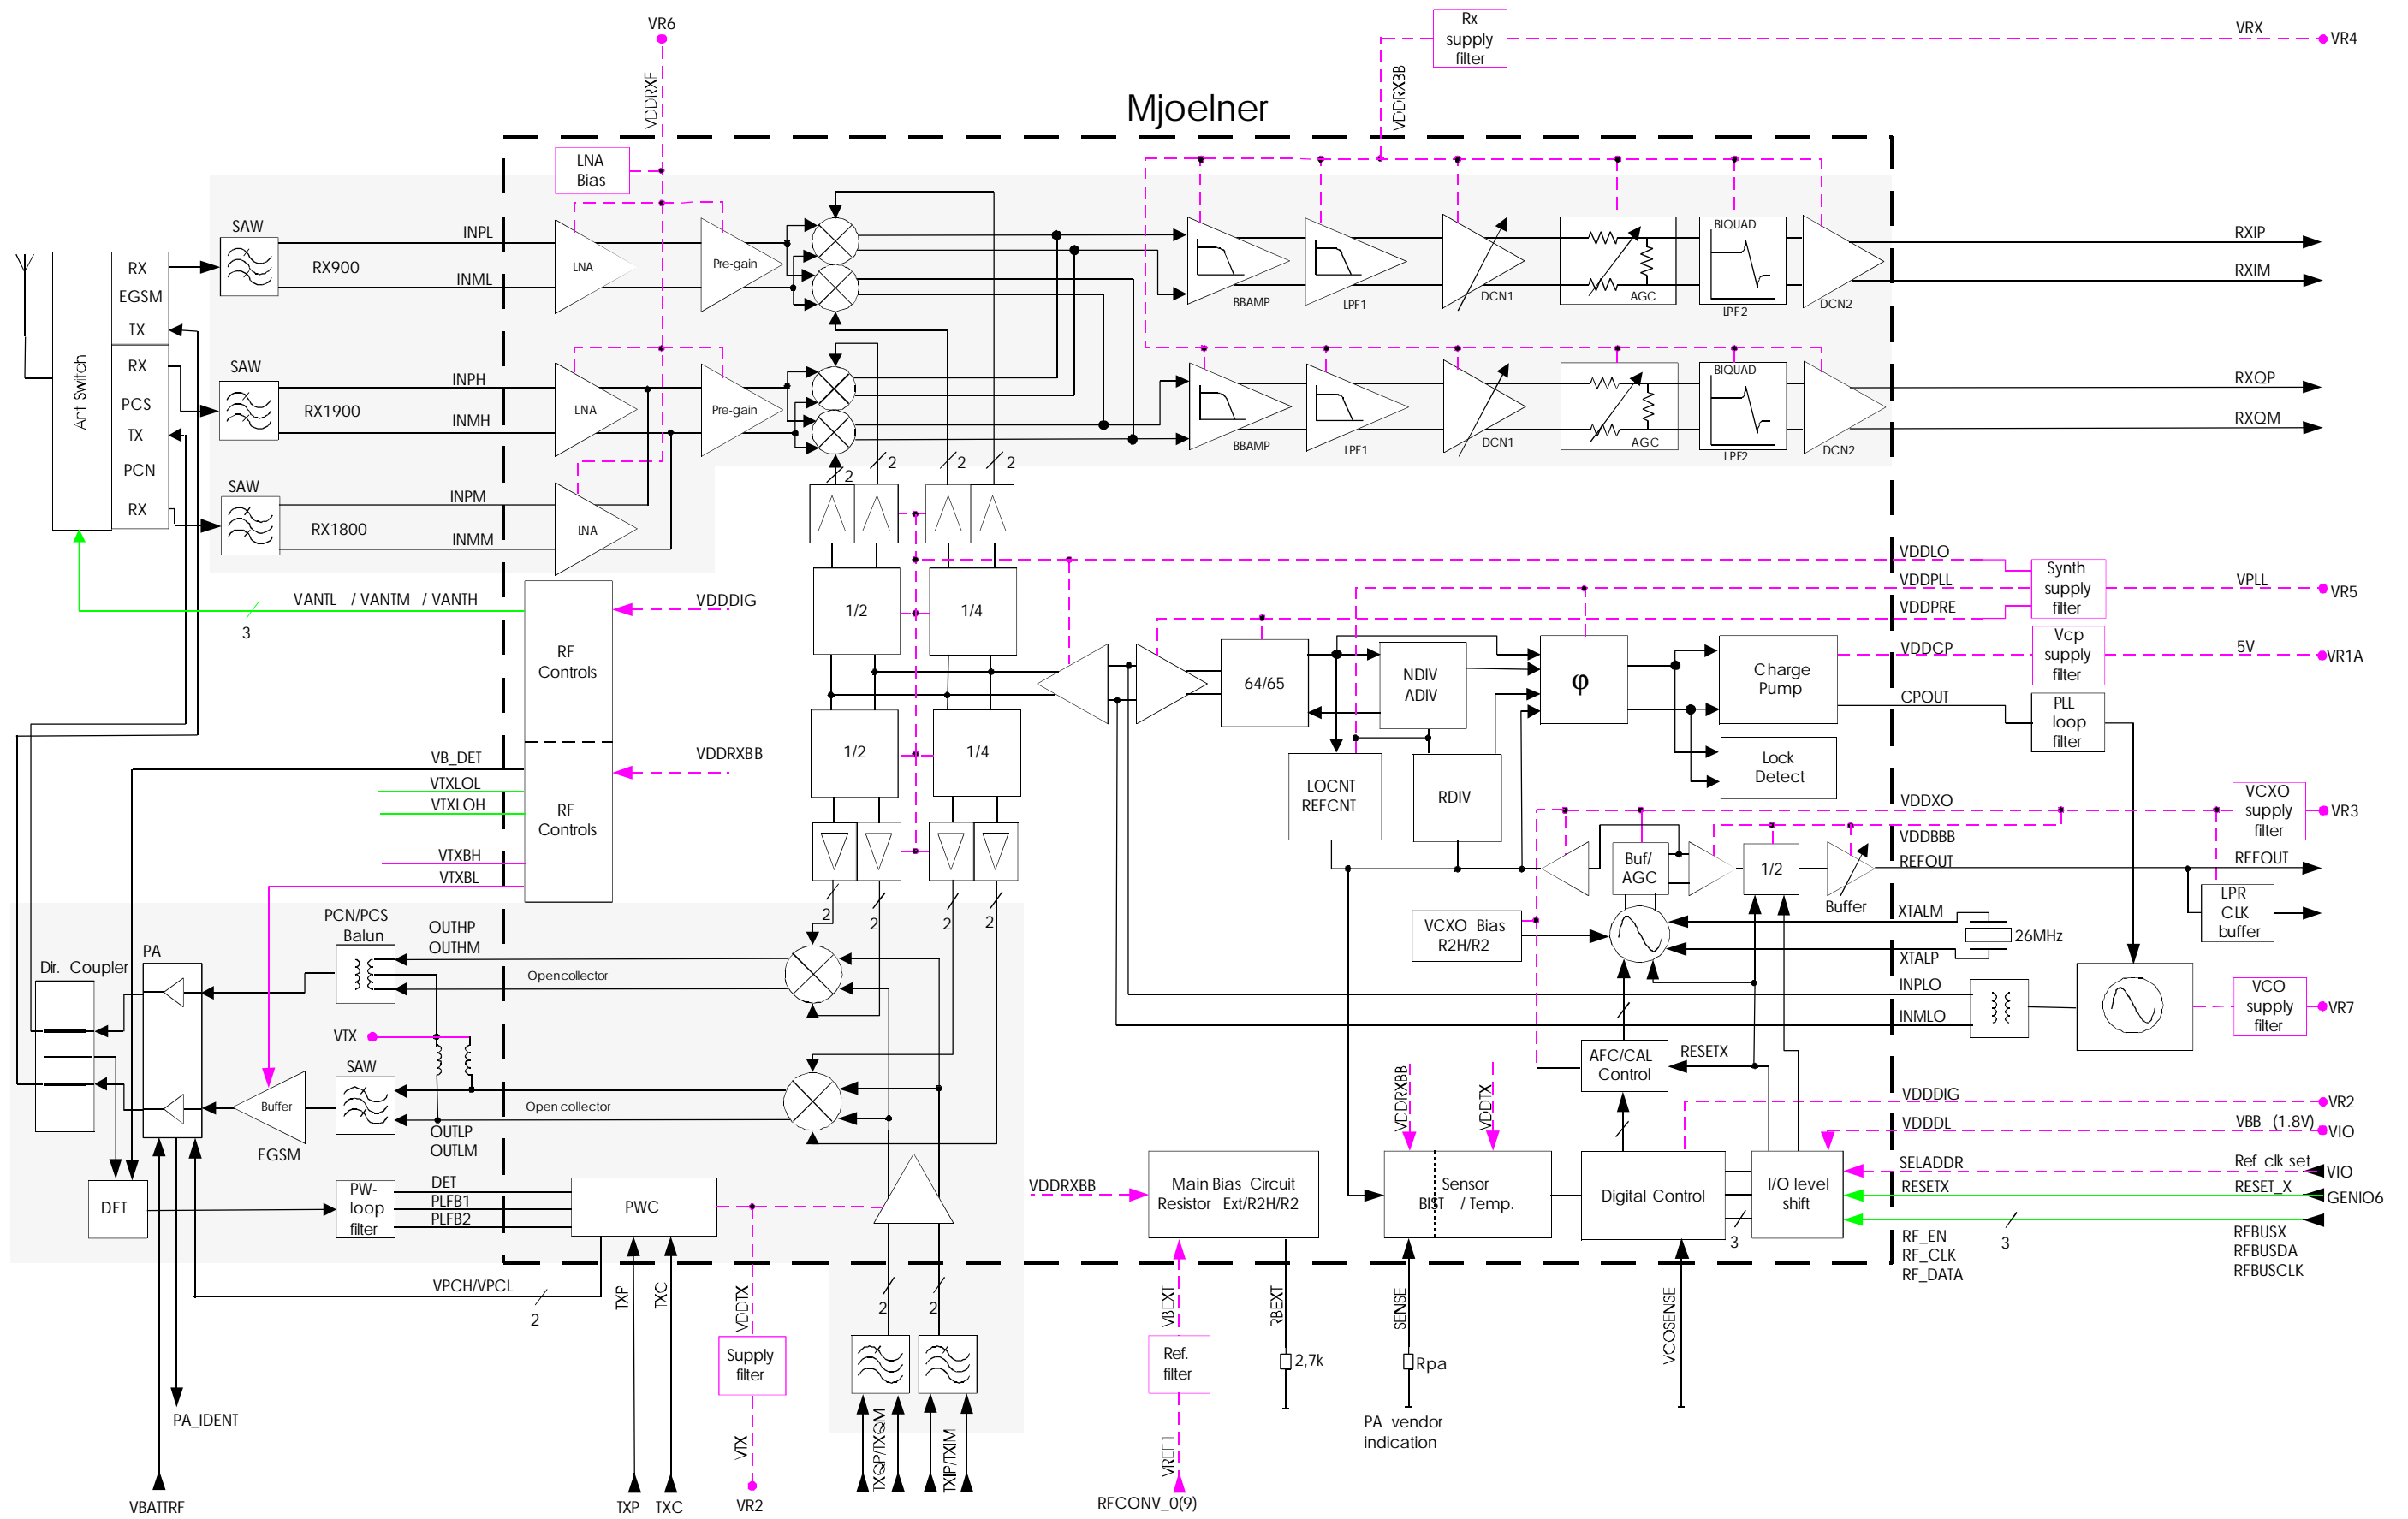 VR6
Rx
supply
filter
VRX
VR4
VDDRXF
VDDRXBB
Mjoelner
LNA
Bias
SAW
RX900
INPL
INML
LNA
Pre-gain
BBAMP
LPF1
DCN1
AGC
BIQUAD
LPF2
DCN2
RXIP
RXIM
Ant Switch
RX
EGSM
TX
RX
PCS
TX
PCN
RX
SAW
RX1900
INPH
INMH
LNA
Pre-gain
BBAMP
LPF1
DCN1
AGC
BIQUAD
LPF2
DCN2
RXQP
RXQM
SAW
RX1800
INPM
INMM
LNA
2
2
2
2
VANTL / VANTM / VANTH
3
RF
Controls
VDDDIG
1/2
1/4
VDDLO
VDDPLL
VDDPRE
Synth
supply
filter
VPLL
VR5
64/65
NDIV
ADIV
φ
Charge
Pump
VDDCP
Vcp
supply
filter
5V
VR1A
CPOUT
PLL
loop
filter
VB_DET
VTXLOL
VTXLOH
VTXBH
VTXBL
RF
Controls
VDDRXBB
1/2
1/4
LOCNT
REFCNT
RDIV
Lock
Detect
VDDXO
VCXO
supply
filter
VR3
VDDBBB
REFOUT
REFOUT
Buf/
AGC
1/2
Buffer
LPR
CLK
buffer
2
2
2
2
VCXO Bias
R2H/R2
XTALM
26MHz
XTALP
INPLO
INMLO
VCO
supply
filter
VR7
PCN/PCS
Balun
OUTHP
OUTHM
Open collector
PA
Dir. Coupler
VTX
SAW
Buffer
EGSM
Open collector
OUTLP
OUTLM
AFC/CAL
Control
RESETX
VDDRXBB
VDDTX
VDDDIG
VR2
VDDDL
VBB (1.8V)
VIO
DET
PW-
loop
filter
DET
PLFB1
PLFB2
PWC
VDDRXBB
Main Bias Circuit
Resistor Ext/R2H/R2
Sensor
BIST / Temp.
Digital Control
3
I/O level
shift
SELADDR
Ref clk set
VIO
RESETX
RESET_X
GENIO6
3
RF_EN
RF_CLK
RF_DATA
RFBUSX
RFBUSDA
RFBUSCLK
VPCH/VPCL
2
TXP
TXC
VDDTX
2
2
VBEXT
RBEXT
SENSE
VCOSENSE
Supply
filter
Ref.
filter
2,7k
Rpa
PA_IDENT
VTX
TXQP/TXQM
TXIP/TXIM
VREF1
PA vendor
indication
VBATTRF
TXP
TXC
VR2
RFCONV_0(9)